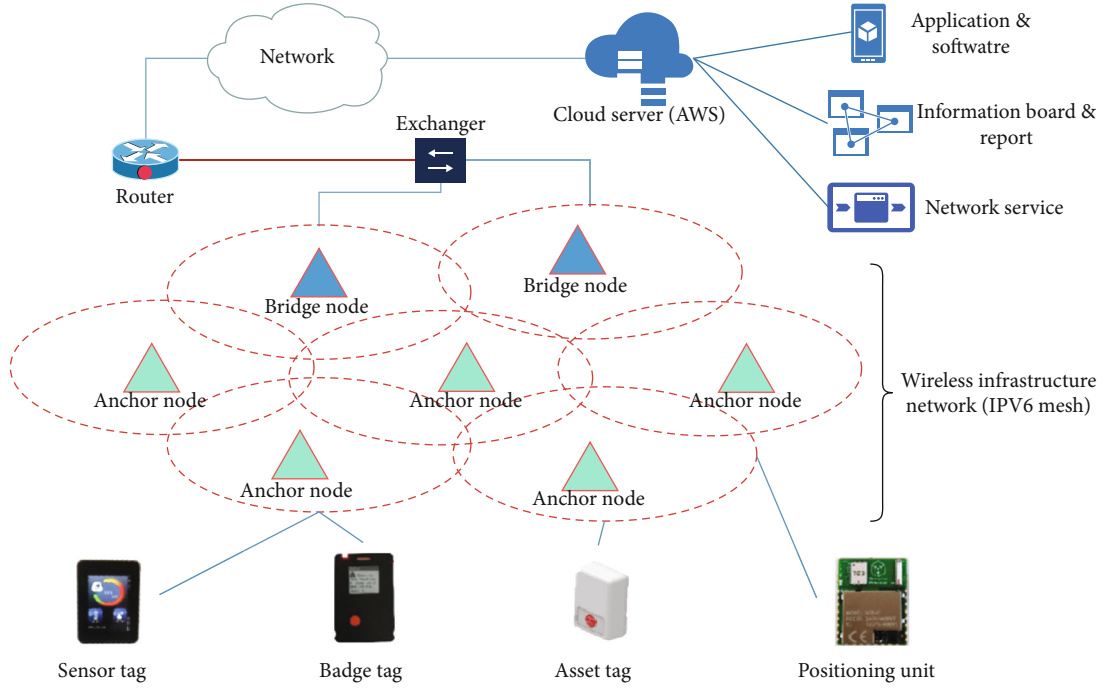 Network
Application &
softwatre
Cloud server (AWS)
Information board &
report
Exchanger
Router
Network service
Bridge node
Bridge node
Anchor node
Anchor node
Anchor node
Wireless infrastructure
network (IPV6 mesh)
Anchor node
Anchor node
Sensor tag
Badge tag
Asset tag
Positioning unit